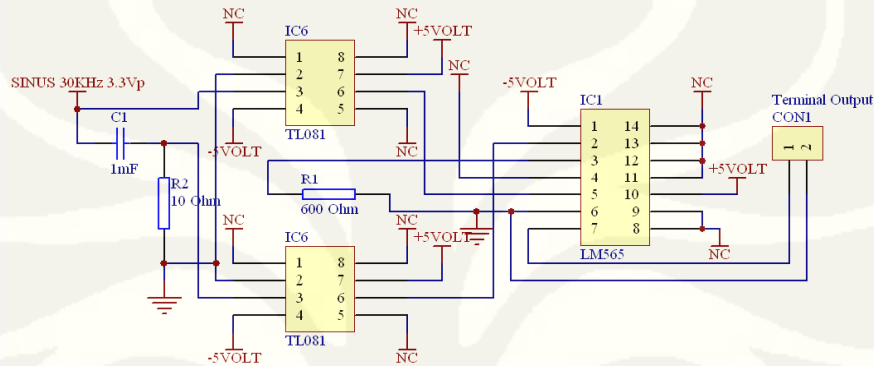 NC
IC6
NC
+5VOLT
1 8
2 7
3 6
4 5
-5VOLT
TL081
NC
SINUS 30KHz 3.3Vp
C1
1mF
R2
10 Ohm
R1
600 Ohm
NC
-5VOLT
IC1
NC
1 14
2 13
3 12
4 11
5 10
6 9
7 8
LM565
+5VOLT
NC
Terminal Output
CON1
1 2
NC
IC6
NC
+5VOLT
1 8
2 7
3 6
4 5
-5VOLT
TL081
NC